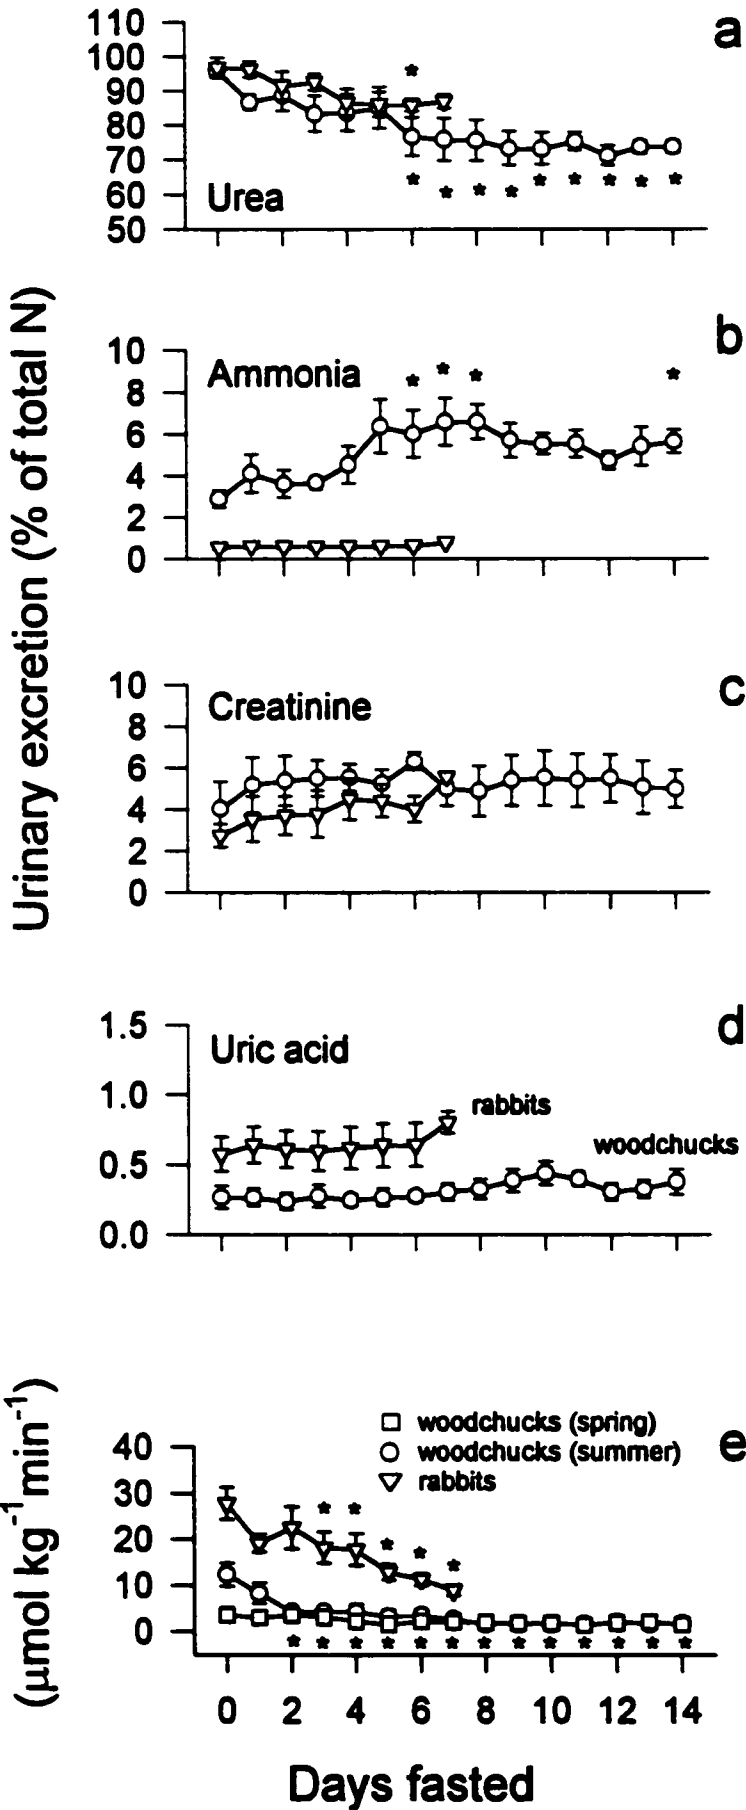 a
110
100
90
80
70
60
50
Urea
* 
* * * * * * * * *
Urinary excretion (% of total N)
b
10
8
6
4
2
0
Ammonia
* * * *
c
10
8
6
4
2
0
Creatinine
d
1.5
1.0
0.5
0.0
Uric acid
rabbits
woodchucks
e
(μmol kg⁻¹min⁻¹)
40
30
20
10
0
woodchucks (spring)
woodchucks (summer)
rabbits
* * * * *
* * * * * * * * * * * * *
0 2 4 6 8 10 12 14
Days fasted